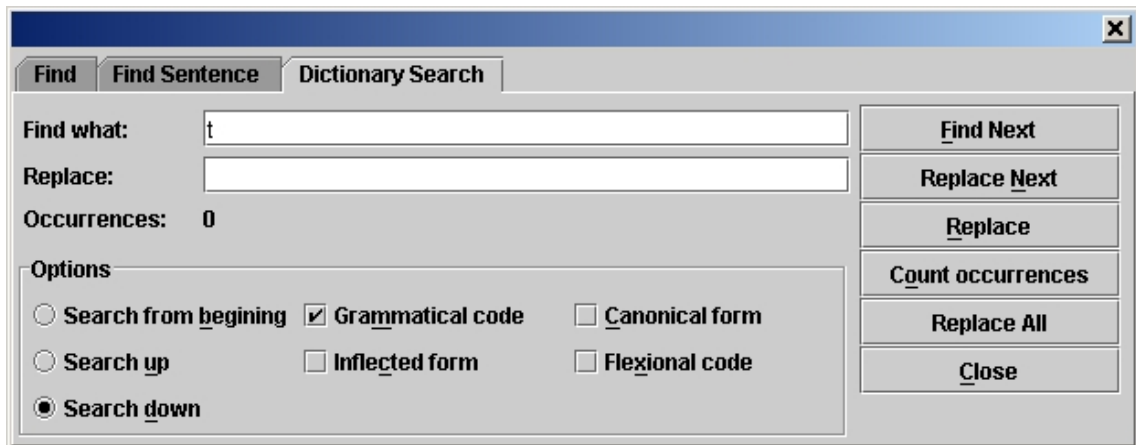 Find Find Sentence Dictionary Search
Find what: t Find Next
Replace: Replace Next
Occurrences: 0 Replace
Options Count occurrences
Search from begining Grammatical code Canonical form Replace All
Search up Inflected form Flexional code Close
Search down